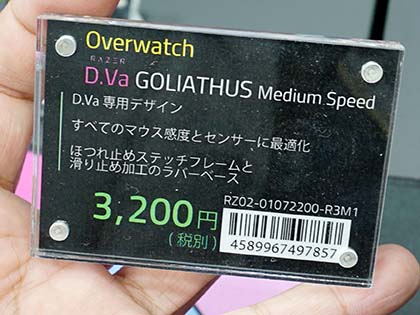 Overwatch
RAZER
D.Va GOLIATHUS Medium Speed
D.Va 専用デザイン
すべてのマウス感度とセンサーに最適化
ほつれ止めステッチフレームと
滑り止め加工のラバーベース
3,200円
(税別)
RZ02-01072200-R3M1
4589967497857